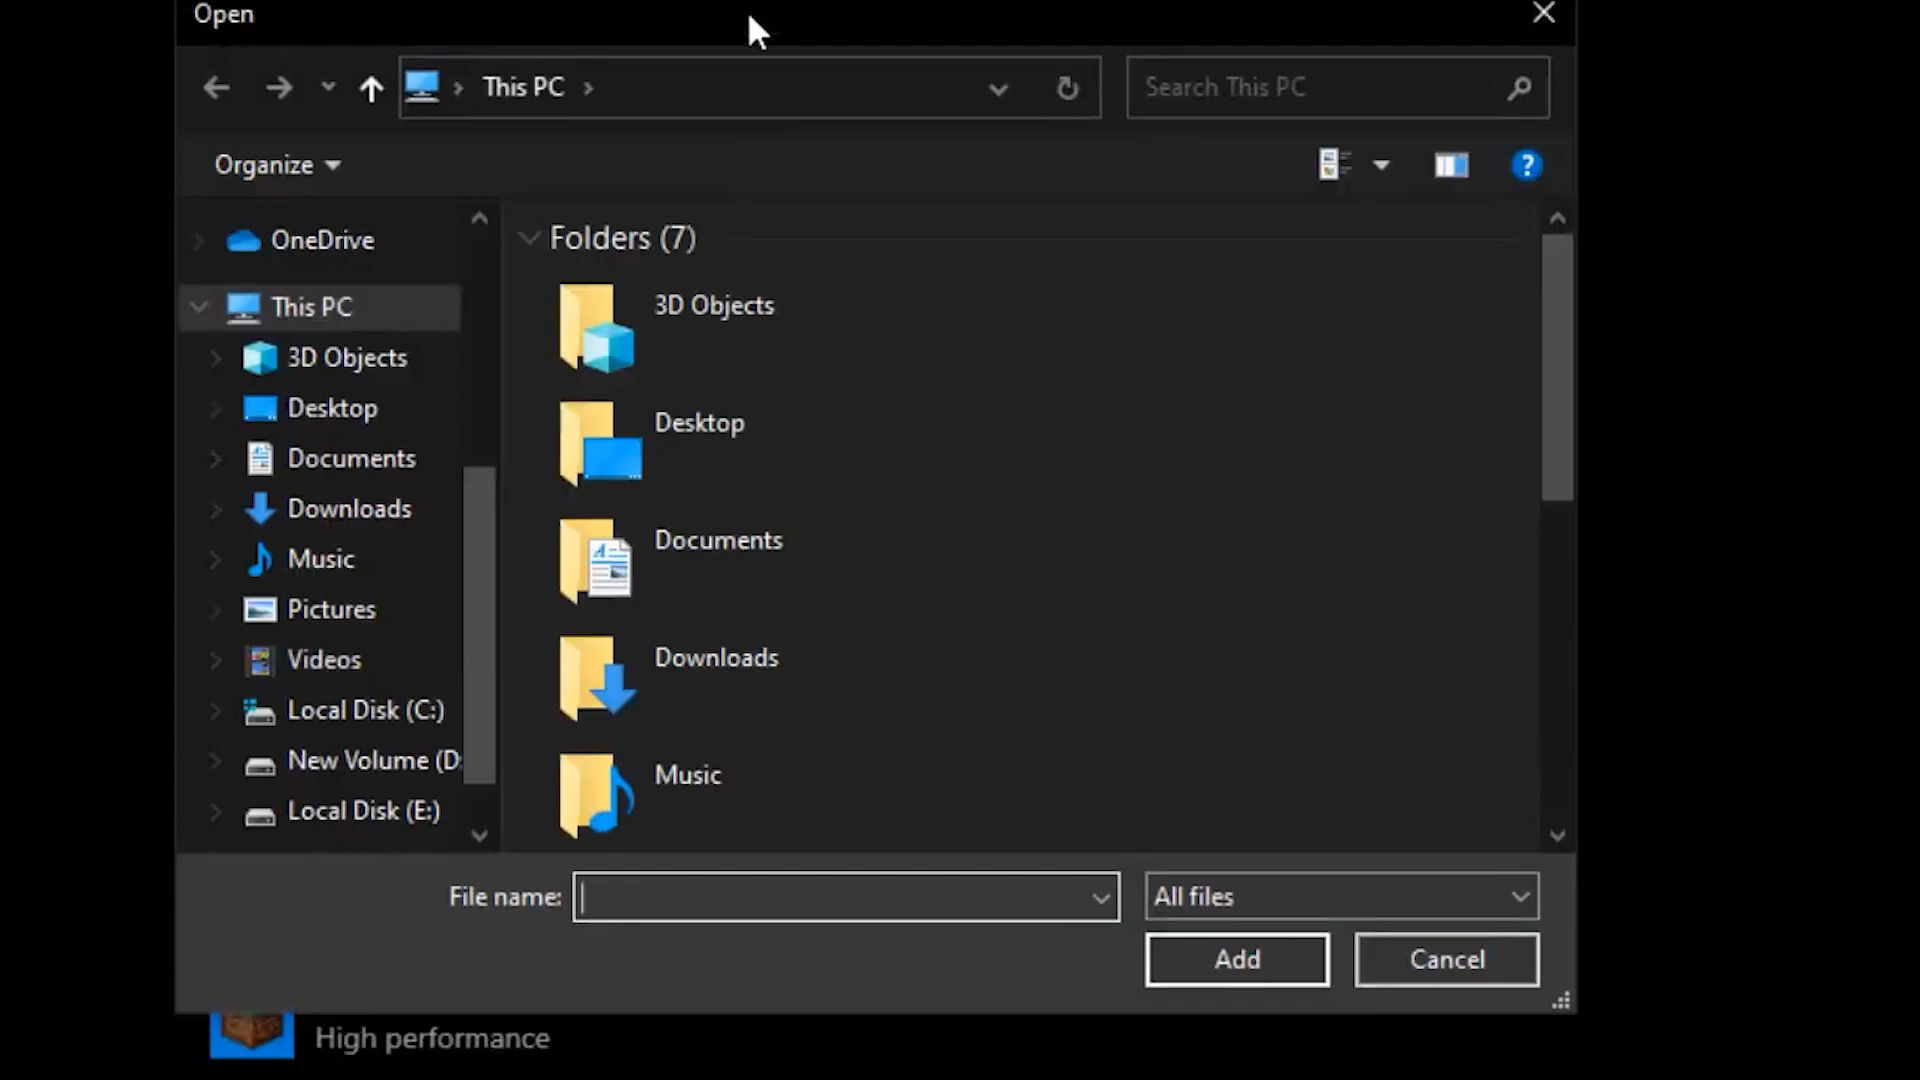 Open
This PC
Search This PC
Organize
OneDrive
This PC
3D Objects
Desktop
Documents
Downloads
Music
Pictures
Videos
Local Disk (C:)
New Volume (D:
Local Disk (E:)
Folders (7)
3D Objects
Desktop
Documents
Downloads
Music
File name:
All files
Add
Cancel
High performance